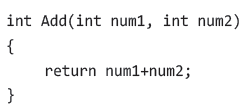 int Add(int num1, int num2)
{
    return num1+num2;
}